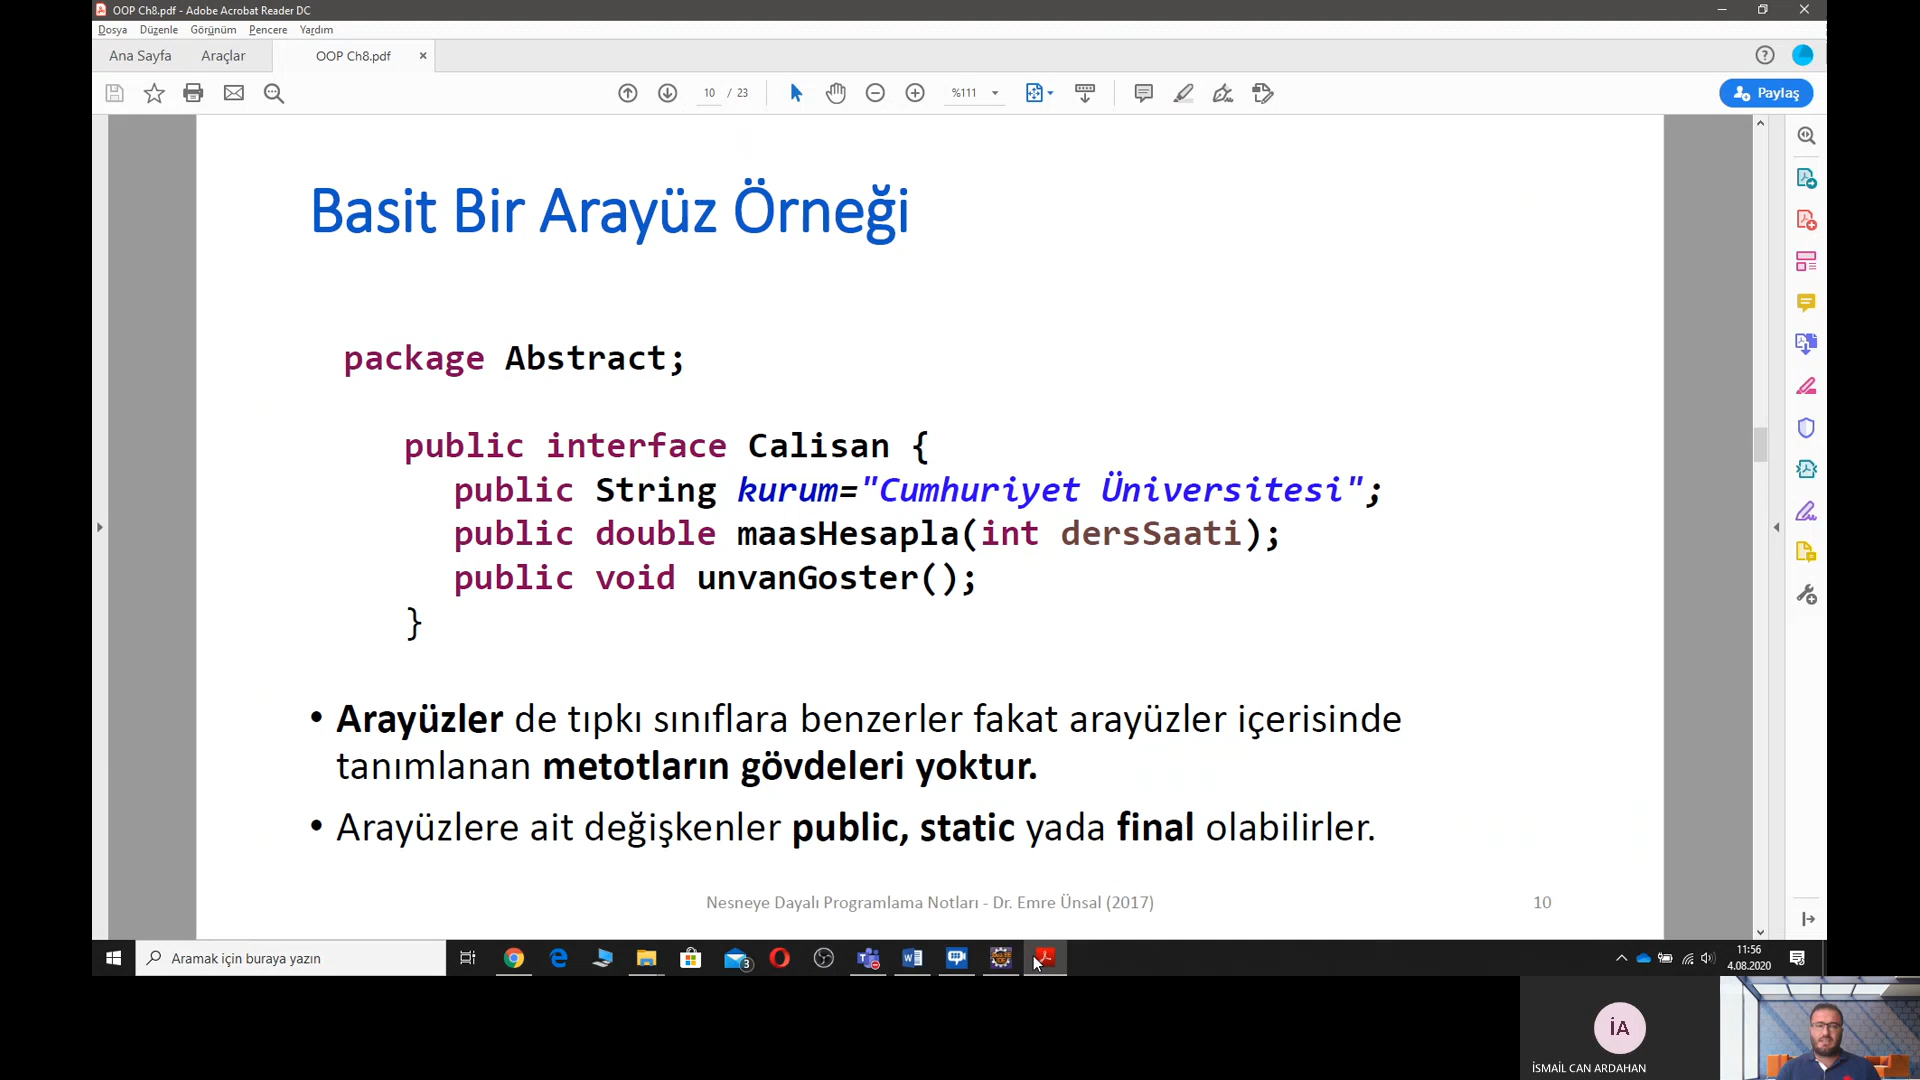 OOP Ch8.pdf - Adobe Acrobat Reader DC
Dosya Düzenle Görünüm Pencere Yardım
Ana Sayfa Araçlar OOP Ch8.pdf
10 / 23 %111
Paylaş
Basit Bir Arayüz Örneği
package Abstract;
public interface Calisan {
public String kurum="Cumhuriyet Üniversitesi";
public double maasHesapla(int dersSaati);
public void unvanGoster();
}
• Arayüzler de tıpkı sınıflara benzerler fakat arayüzler içerisinde
tanımlanan metotların gövdeleri yoktur.
• Arayüzlere ait değişkenler public, static yada final olabilirler.
Nesneye Dayalı Programlama Notları - Dr. Emre Ünsal (2017) 10
Aramak için buraya yazın
3
11:56
4.08.2020
İA
İSMAİL CAN ARDAHAN